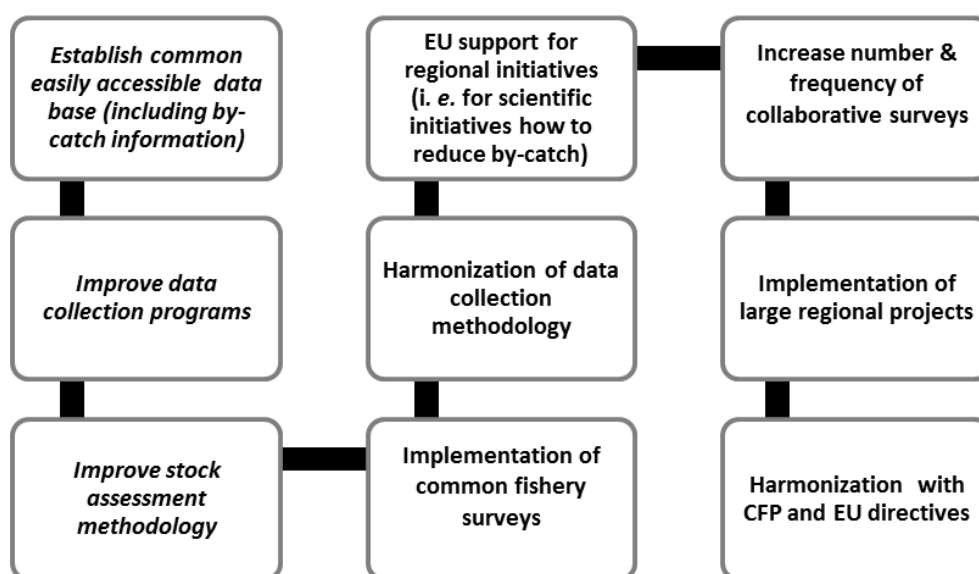 Establish common
easily accessible data
base (including by-
catch information)
Improve data
collection programs
Improve stock
assessment
methodology
Implementation of
common fishery
surveys
Harmonization of data
collection
methodology
EU support for
regional initiatives
(i. e. for scientific
initiatives how to
reduce by-catch)
Increase number &
frequency of
collaborative surveys
Implementation of
large regional projects
Harmonization with
CFP and EU directives